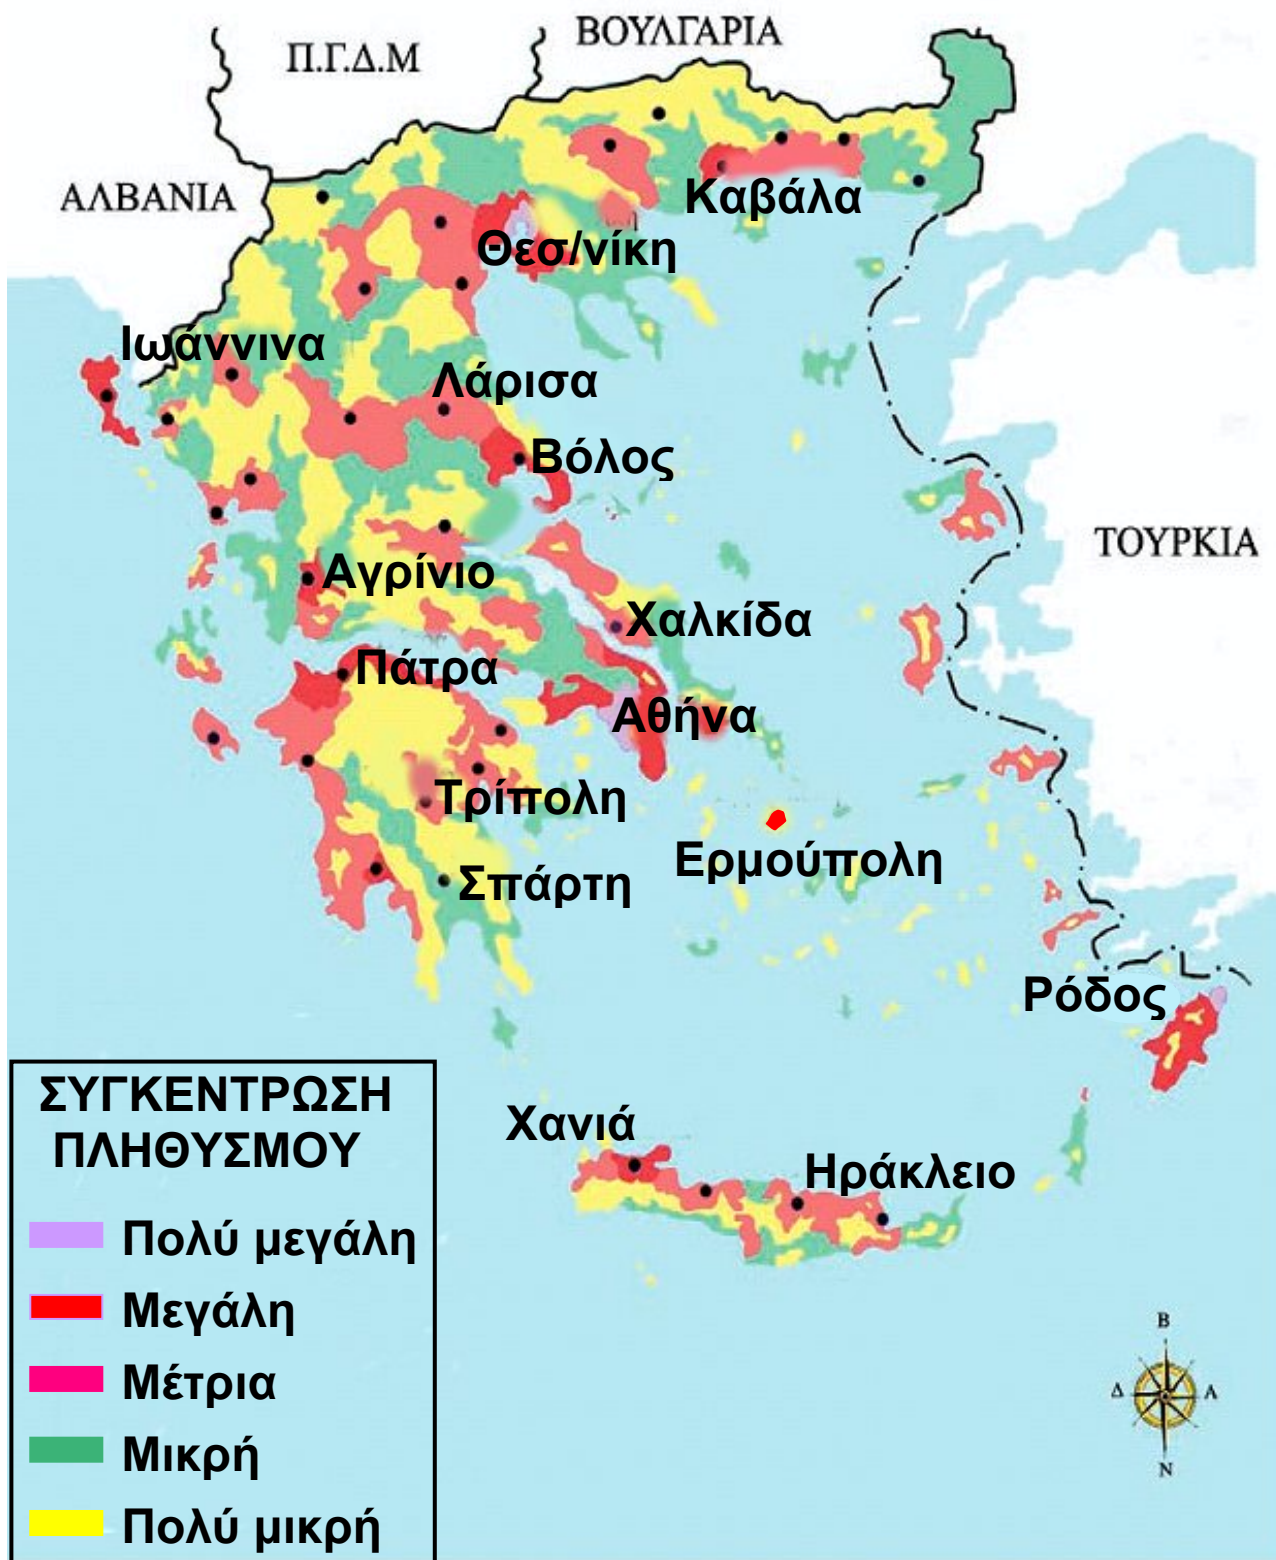 ΒΟΥΛΓΑΡΙΑ
Π.Γ.Δ.Μ
ΑΛΒΑΝΙΑ
Καβάλα
Θεσ/νίκη
Ιωάννινα
Λάρισα
Βόλος
ΤΟΥΡΚΙΑ
Αγρίνιο
Χαλκίδα
Πάτρα
Αθήνα
Τρίπολη
Ερμούπολη
Σπάρτη
Ρόδος
Χανιά
Ηράκλειο
ΣΥΓΚΕΝΤΡΩΣΗ
ΠΛΗΘΥΣΜΟΥ
Πολύ μεγάλη
Μεγάλη
Μέτρια
Μικρή
Πολύ μικρή
Β
Δ Α
Ν